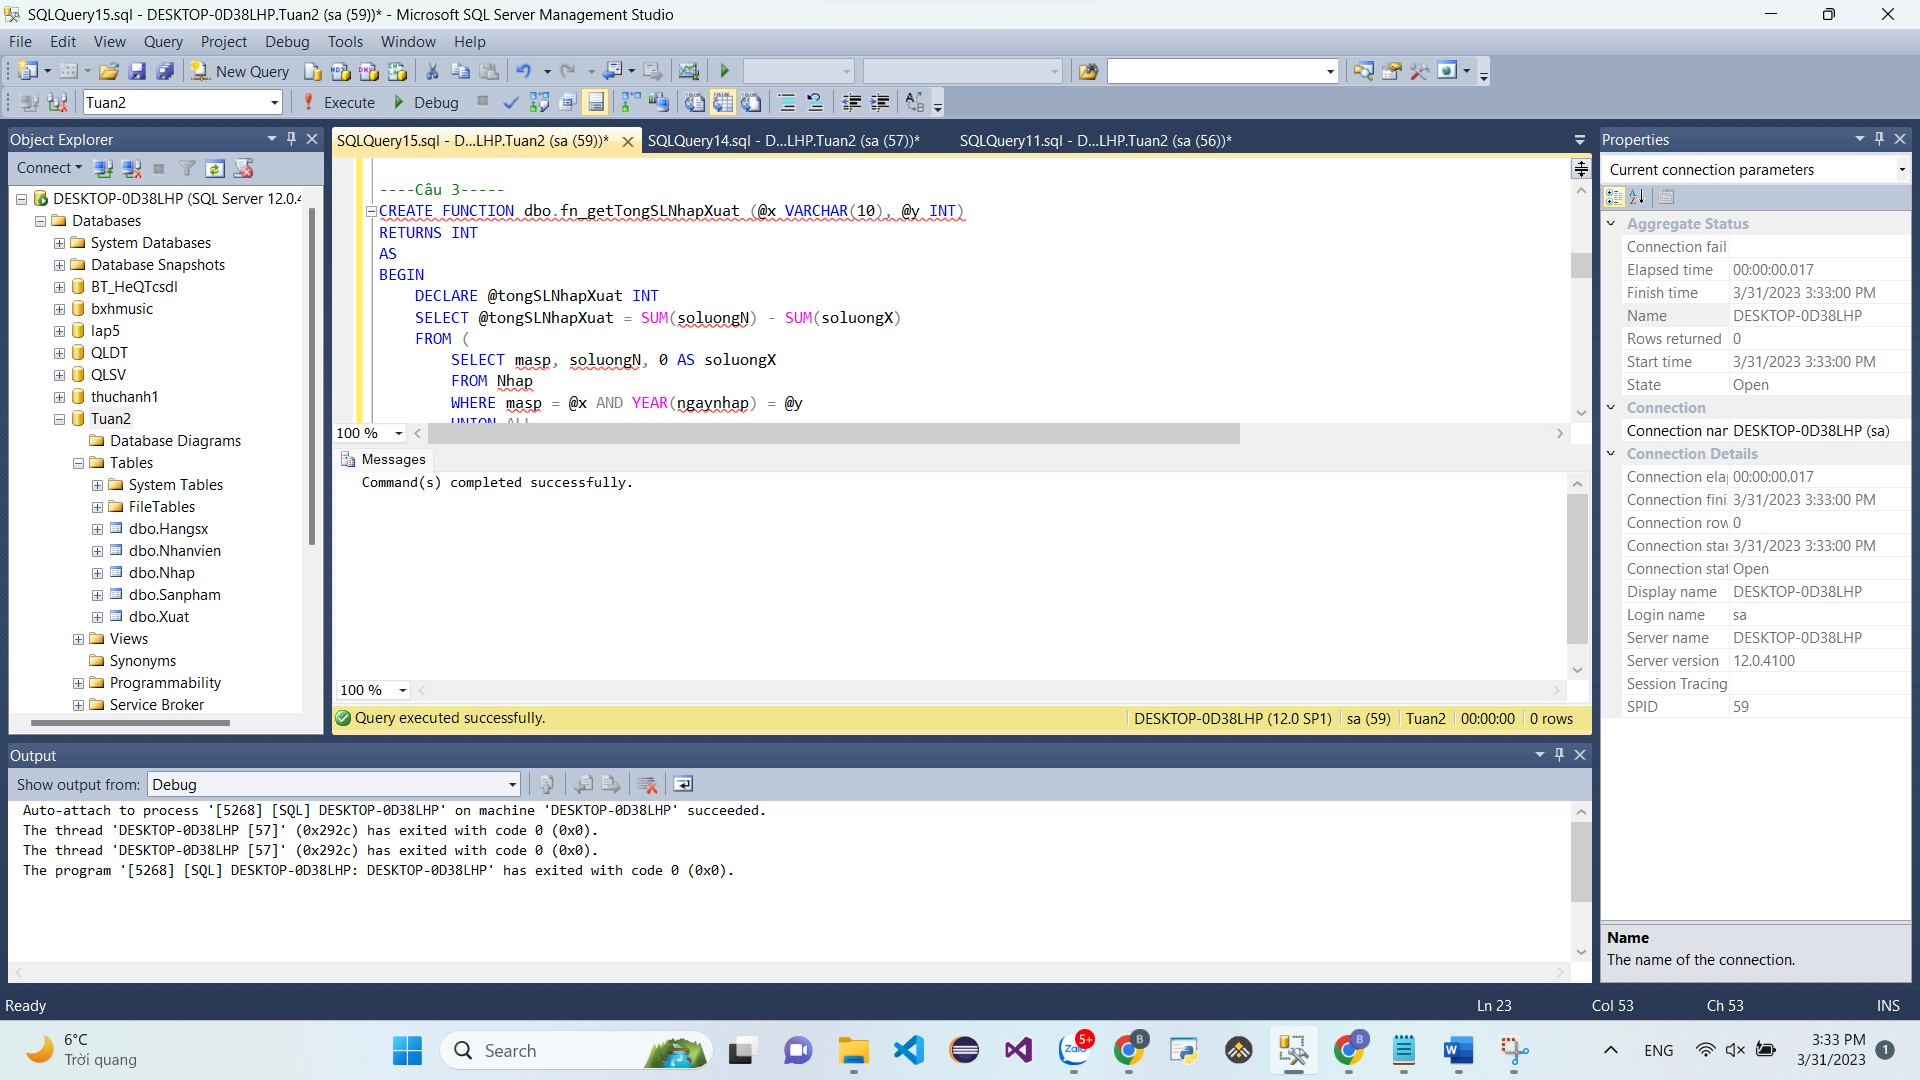 SQLQuery15.sql - DESKTOP-0D38LHP.Tuan2 (sa (59))* - Microsoft SQL Server Management Studio
File Edit View Query Project Debug Tools Window Help
New Query
Tuan2 Execute Debug
Object Explorer
Connect
DESKTOP-0D38LHP (SQL Server 12.0.4
Databases
System Databases
Database Snapshots
BT_HeQTcsdl
bxhmusic
lap5
QLDT
QLSV
thuchanh1
Tuan2
Database Diagrams
Tables
System Tables
FileTables
dbo.Hangsx
dbo.Nhanvien
dbo.Nhap
dbo.Sanpham
dbo.Xuat
Views
Synonyms
Programmability
Service Broker
SQLQuery15.sql - D...LHP.Tuan2 (sa (59))* SQLQuery14.sql - D...LHP.Tuan2 (sa (57))* SQLQuery11.sql - D...LHP.Tuan2 (sa (56))*
----Câu 3-----
CREATE FUNCTION dbo.fn_getTongSLNhapXuat (@x VARCHAR(10), @y INT)
RETURNS INT
AS
BEGIN
DECLARE @tongSLNhapXuat INT
SELECT @tongSLNhapXuat = SUM(soluongN) - SUM(soluongX)
FROM (
SELECT masp, soluongN, 0 AS soluongX
FROM Nhap
WHERE masp = @x AND YEAR(ngaynhap) = @y
UNION ALL
100 %
Messages
Command(s) completed successfully.
100 %
Query executed successfully. DESKTOP-0D38LHP (12.0 SP1) sa (59) Tuan2 00:00:00 0 rows
Properties
Current connection parameters
Aggregate Status
Connection fail
Elapsed time 00:00:00.017
Finish time 3/31/2023 3:33:00 PM
Name DESKTOP-0D38LHP
Rows returned 0
Start time 3/31/2023 3:33:00 PM
State Open
Connection
Connection nar DESKTOP-0D38LHP (sa)
Connection Details
Connection ela 00:00:00.017
Connection fini 3/31/2023 3:33:00 PM
Connection row 0
Connection star 3/31/2023 3:33:00 PM
Connection stat Open
Display name DESKTOP-0D38LHP
Login name sa
Server name DESKTOP-0D38LHP
Server version 12.0.4100
Session Tracing
SPID 59
Name
The name of the connection.
Output
Show output from: Debug
Auto-attach to process '[5268] [SQL] DESKTOP-0D38LHP' on machine 'DESKTOP-0D38LHP' succeeded.
The thread 'DESKTOP-0D38LHP [57]' (0x292c) has exited with code 0 (0x0).
The thread 'DESKTOP-0D38LHP [57]' (0x292c) has exited with code 0 (0x0).
The program '[5268] [SQL] DESKTOP-0D38LHP: DESKTOP-0D38LHP' has exited with code 0 (0x0).
Ready Ln 23 Col 53 Ch 53 INS
6°C
Trời quang
Search
Zalo 5+
B
B
ENG
3:33 PM
3/31/2023
1